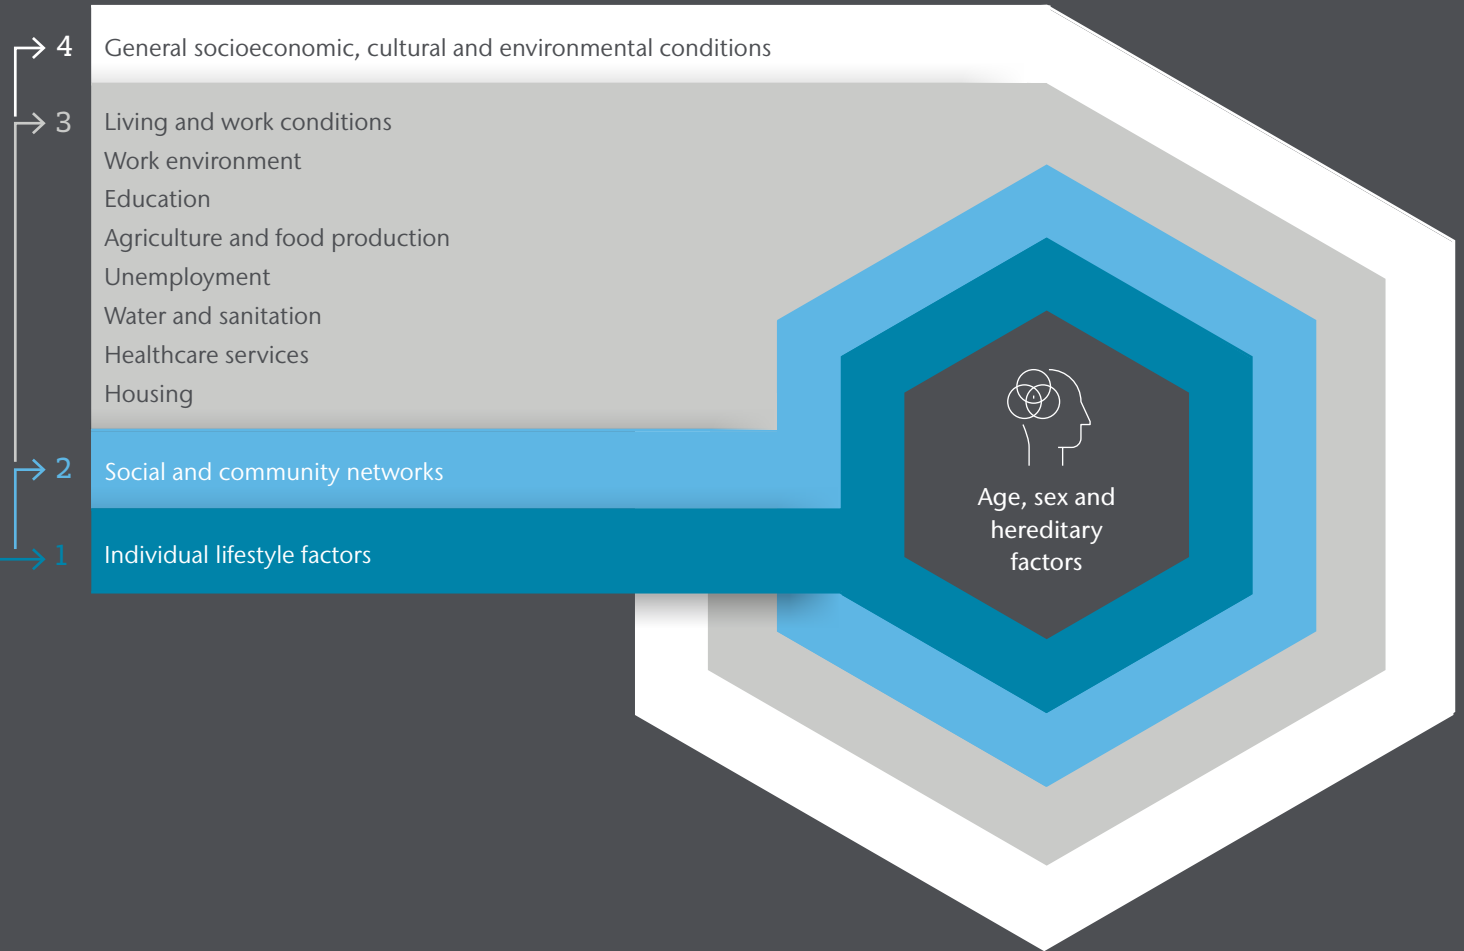 4 General socioeconomic, cultural and environmental conditions
3 Living and work conditions
Work environment
Education
Agriculture and food production
Unemployment
Water and sanitation
Healthcare services
Housing
2 Social and community networks
1 Individual lifestyle factors
Age, sex and
hereditary
factors